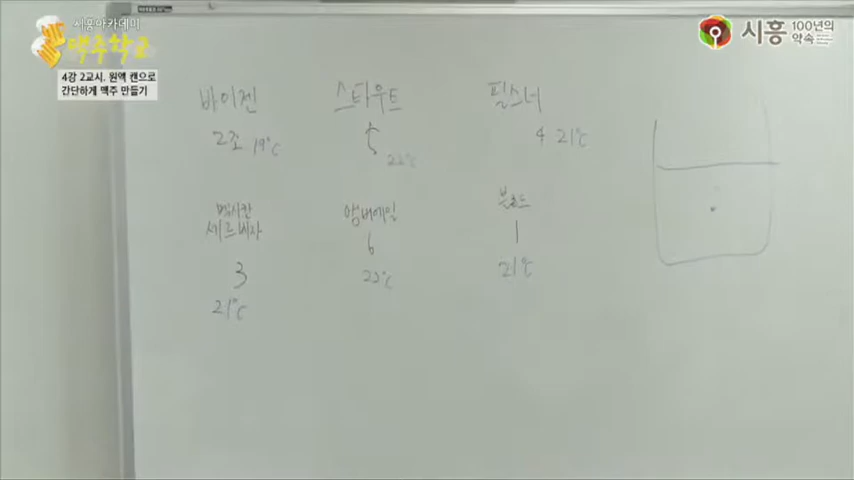 시흥아카데미
맥주학교
4강 2교시. 원액 캔으로
간단하게 맥주 만들기
시흥 100년의
약속
바이젠 스타우트 필스너
2조 19℃ 5 22℃ 4 21℃
멕시칸
세르베자 앰버에일 블론드
3 6 1
21℃ 22℃ 21℃